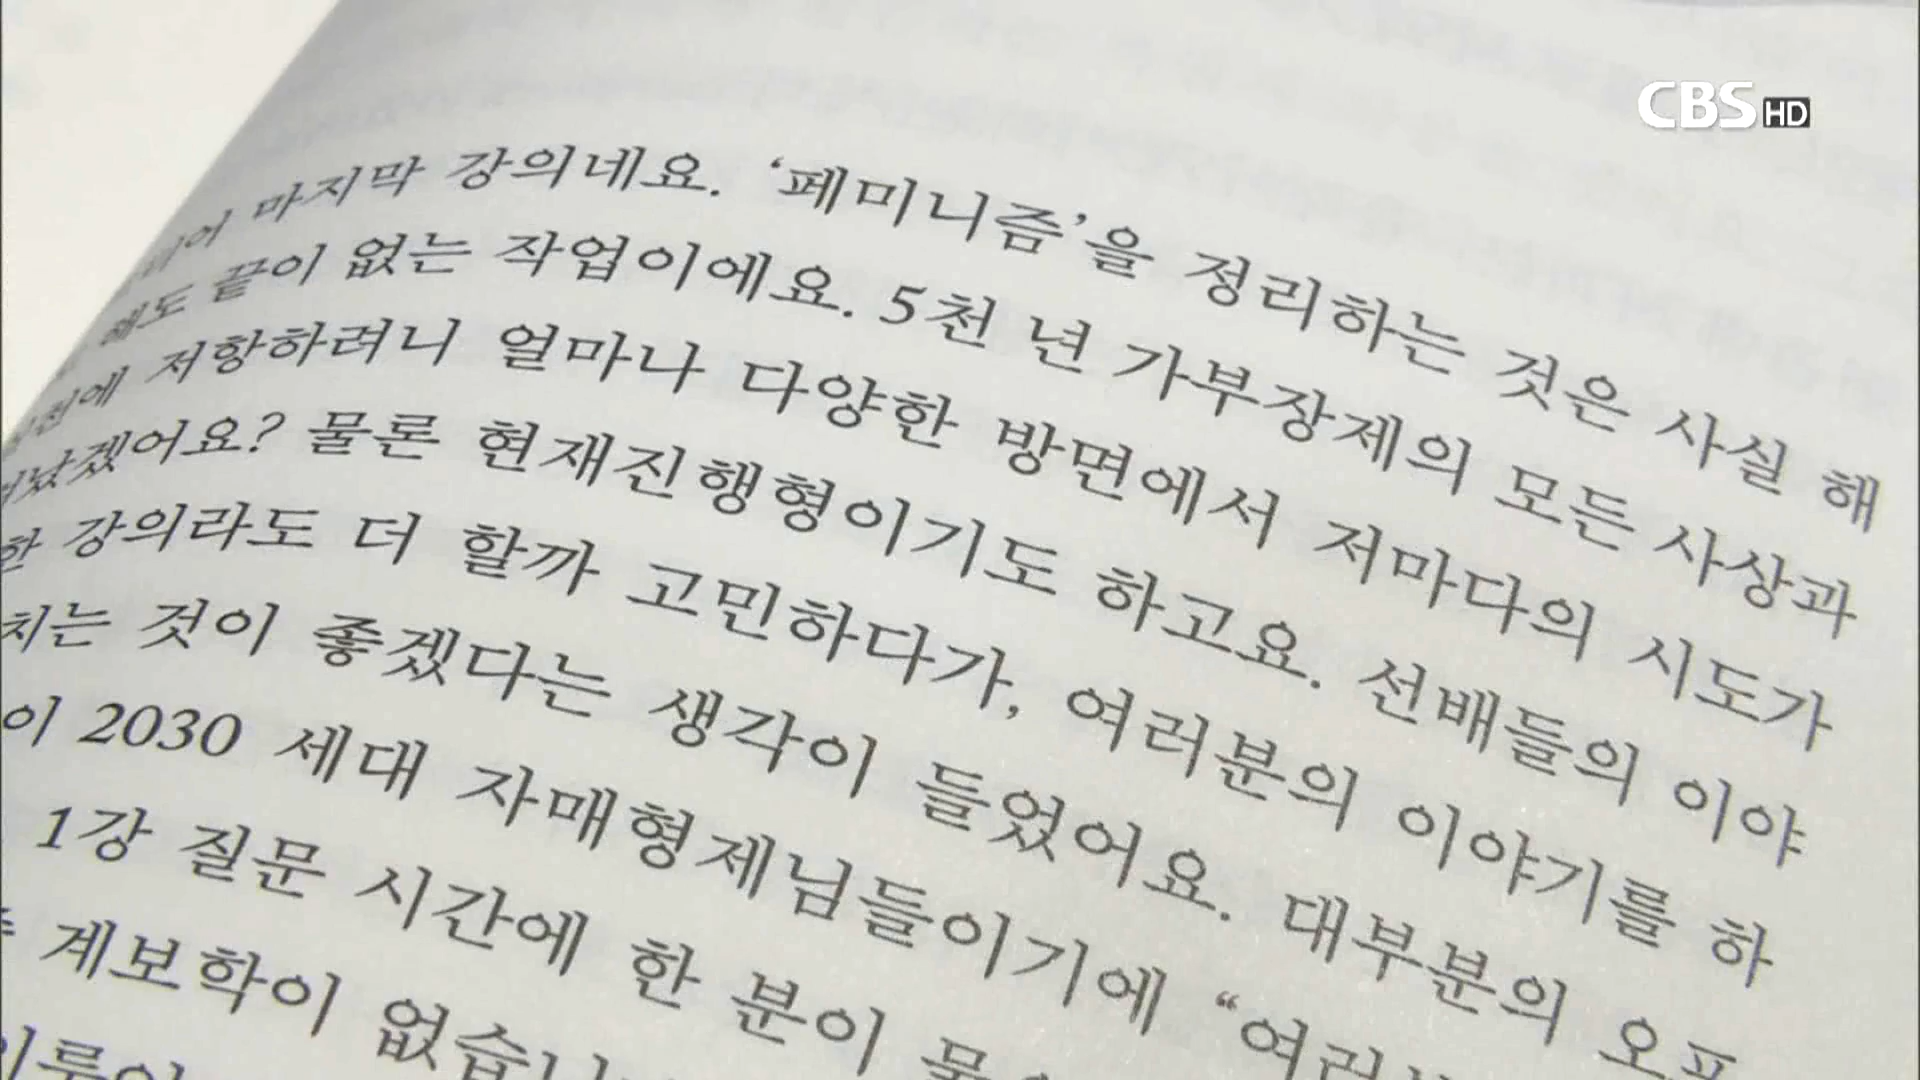 CBS HD
마지막 강의네요. ‘페미니즘’을 정리하는 것은 사실 해
해도 끝이 없는 작업이에요. 5천 년 가부장제의 모든 사상과
실천에 저항하려니 얼마나 다양한 방면에서 저마다의 시도가
났겠어요? 물론 현재진행형이기도 하고요. 선배들의 이야
한 강의라도 더 할까 고민하다가, 여러분의 이야기를 하
치는 것이 좋겠다는 생각이 들었어요. 대부분의 오프
이 2030 세대 자매형제님들이기에 “여러
1강 질문 시간에 한 분이
계보학이 없습니